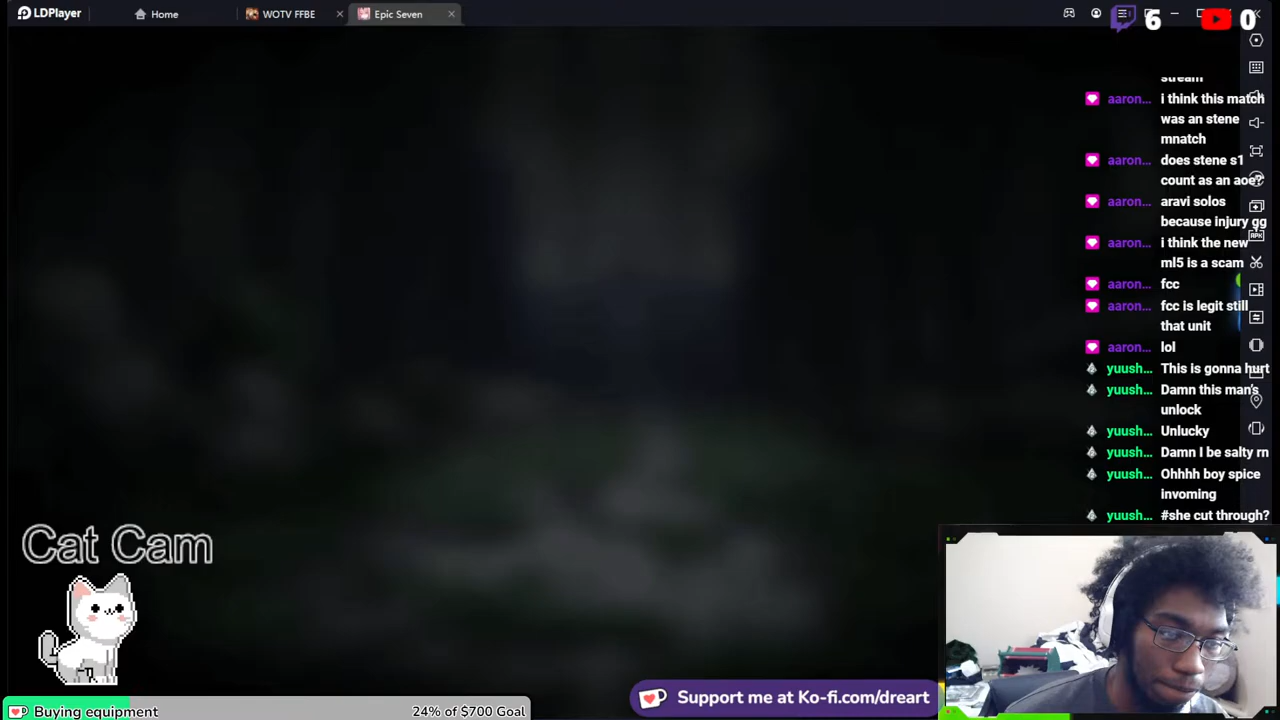 LDPlayer
Home
WOTV FFBE
Epic Seven
6
0
stream
aaron... i think this match
was an stene
mnatch
aaron... does stene s1
count as an aoe?
aaron... aravi solos
because injury gg
aaron... i think the new
ml5 is a scam
aaron... fcc
aaron... fcc is legit still
that unit
aaron... lol
yuush... This is gonna hurt
yuush... Damn this man's
unlock
yuush... Unlucky
yuush... Damn I be salty rn
yuush... Ohhhh boy spice
invoming
yuush... #she cut through?
APK
Cat Cam
Buying equipment
24% of $700 Goal
Support me at Ko-fi.com/dreart